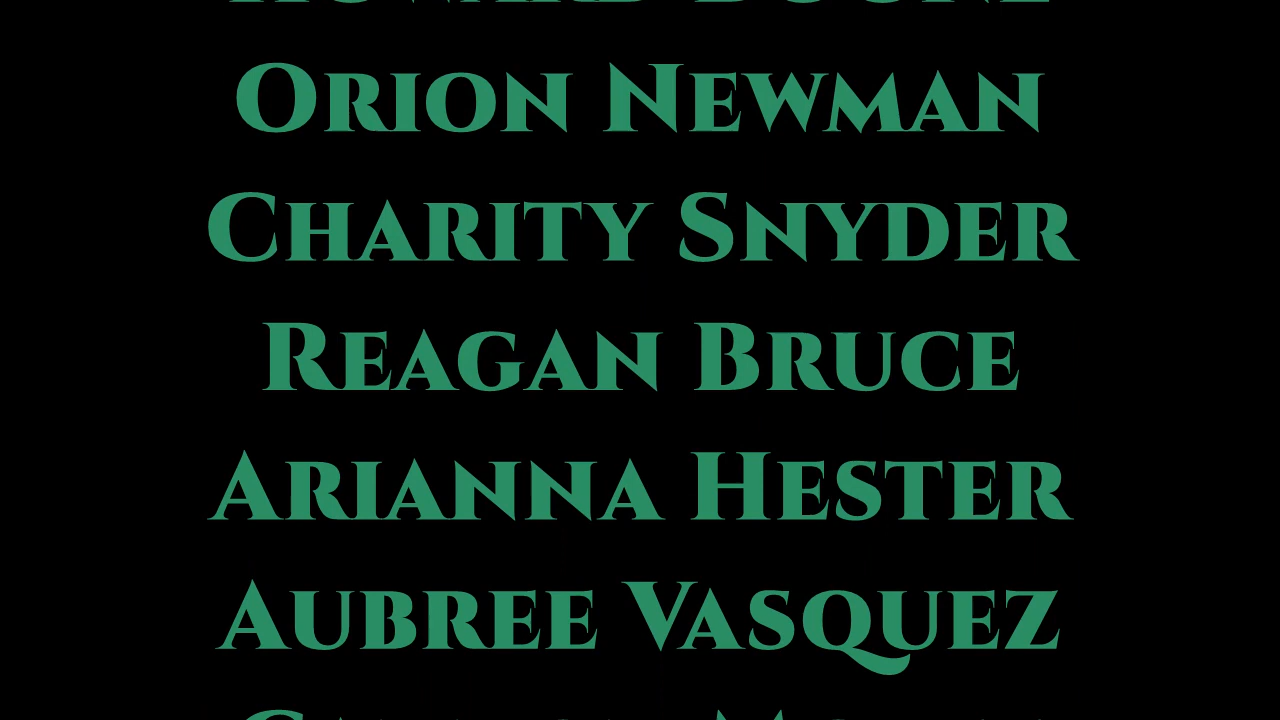 Orion Newman
Charity Snyder
Reagan Bruce
Arianna Hester
Aubree Vasquez